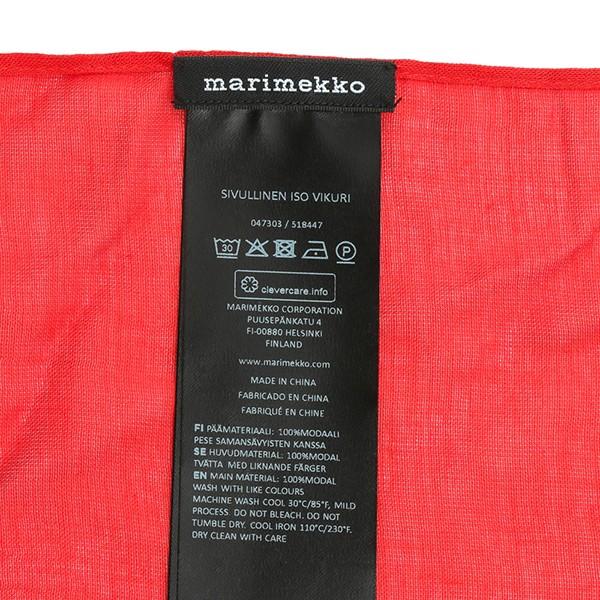 marimekko
SIVULLINEN ISO VIKURI
047303 / 518447
30 P
clevercare.info
MARIMEKKO CORPORATION
PUUSEPÄNKATU 4
FI-00880 HELSINKI
FINLAND
www.marimekko.com
MADE IN CHINA
FABRICADO EN CHINA
FABRIQUÉ EN CHINE
FI PÄÄMATERIAALI: 100%MODAALI
PESE SAMANSÄVYISTEN KANSSA
SE HUVUDMATERIAL: 100%MODAL
TVÄTTA MED LIKNANDE FÄRGER
EN MAIN MATERIAL: 100%MODAL
WASH WITH LIKE COLOURS
MACHINE WASH COOL 30°C/85°F, MILD
PROCESS. DO NOT BLEACH. DO NOT
TUMBLE DRY. COOL IRON 110°C/230°F.
DRY CLEAN WITH CARE